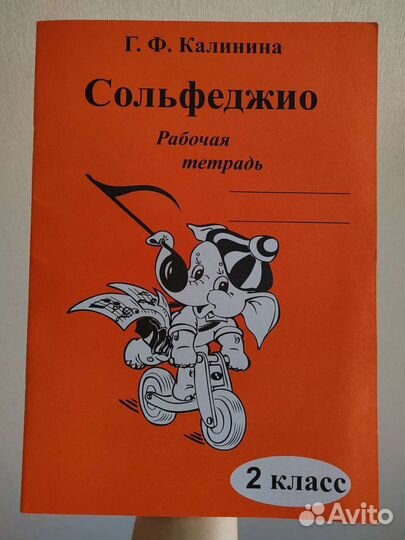 Г. Ф. Калинина
Сольфеджио
Рабочая
тетрадь
2 класс
Avito